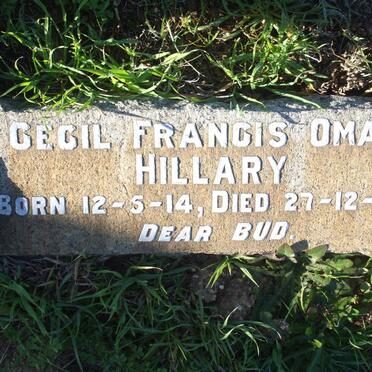 CECIL FRANCIS OMA
HILLARY
BORN 12-5-14, DIED 27-12-
DEAR BUD.